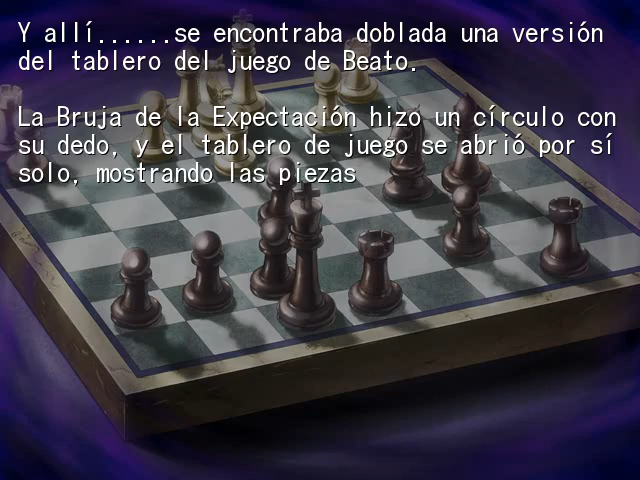 Y allí......se encontraba doblada una versión
del tablero del juego de Beato.
La Bruja de la Expectación hizo un círculo con
su dedo, y el tablero de juego se abrió por sí
solo, mostrando las piezas